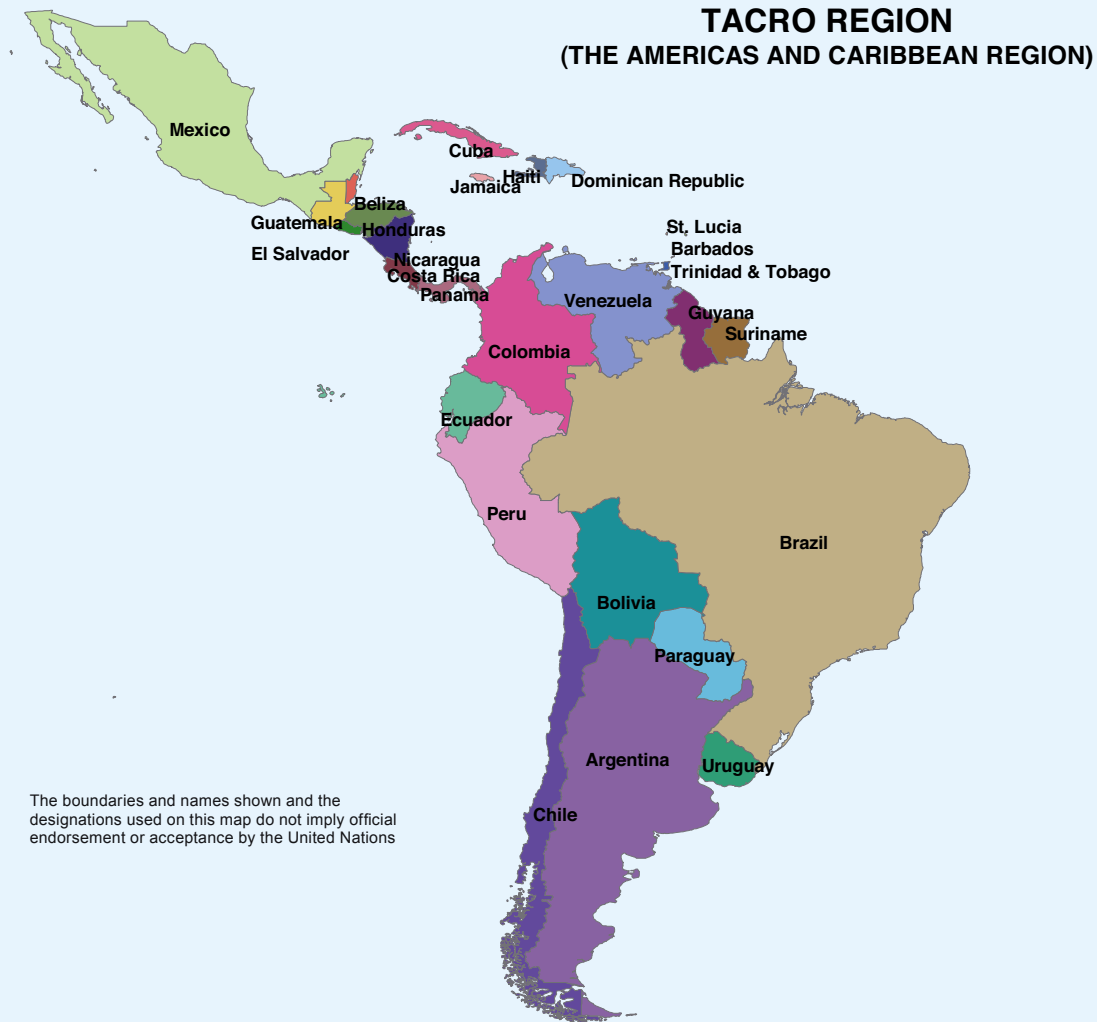 TACRO REGION
(THE AMERICAS AND CARIBBEAN REGION)
Mexico
Cuba
Haiti
Jamaica
Dominican Republic
Beliza
Guatemala
Honduras
El Salvador
Nicaragua
Costa Rica
Panama
St. Lucia
Barbados
Trinidad & Tobago
Venezuela
Guyana
Suriname
Colombia
Ecuador
Peru
Brazil
Bolivia
Paraguay
Argentina
Uruguay
Chile
The boundaries and names shown and the
designations used on this map do not imply official
endorsement or acceptance by the United Nations